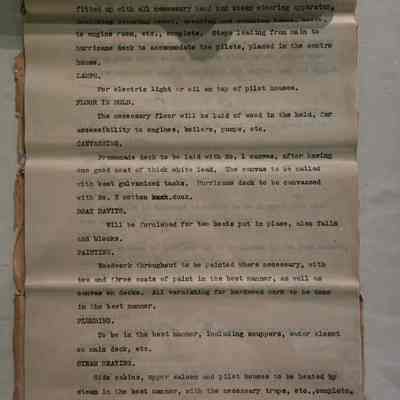 fitted up with all necessary hand and steam steering apparatus,
to engine room, etc., complete. Steps leading from main to
hurricane deck to accomodate the pilots, placed in the centre
house.
LAMPS.
For electric light or oil on top of pilot houses.
FLOOR IN HOLD.
The necessary floor will be laid of wood in the hold, for
accessibility to engines, boilers, pumps, etc.
CANVASSING.
Promenade deck to be laid with No. 1 canvas, after having
one good coat of thick white lead. The canvas to be nailed
with best galvanized tacks. Hurricane deck to be canvassed
with No. 8 cotton duck.
BOAT DAVITS.
Will be furnished for two boats put in place, also falls
and blocks.
PAINTING.
Woodwork throughout to be painted where necessary, with
two and three coats of paint in the best manner, as well as
canvas on decks. All varnishing for hardwood work to be done
in the best manner.
PLUMBING.
To be in the best manner, including scuppers, water closet
on main deck, etc.
STEAM HEATING.
Side cabins, upper saloon and pilot houses to be heated by
steam in the best manner, with the necessary traps, etc., complete,